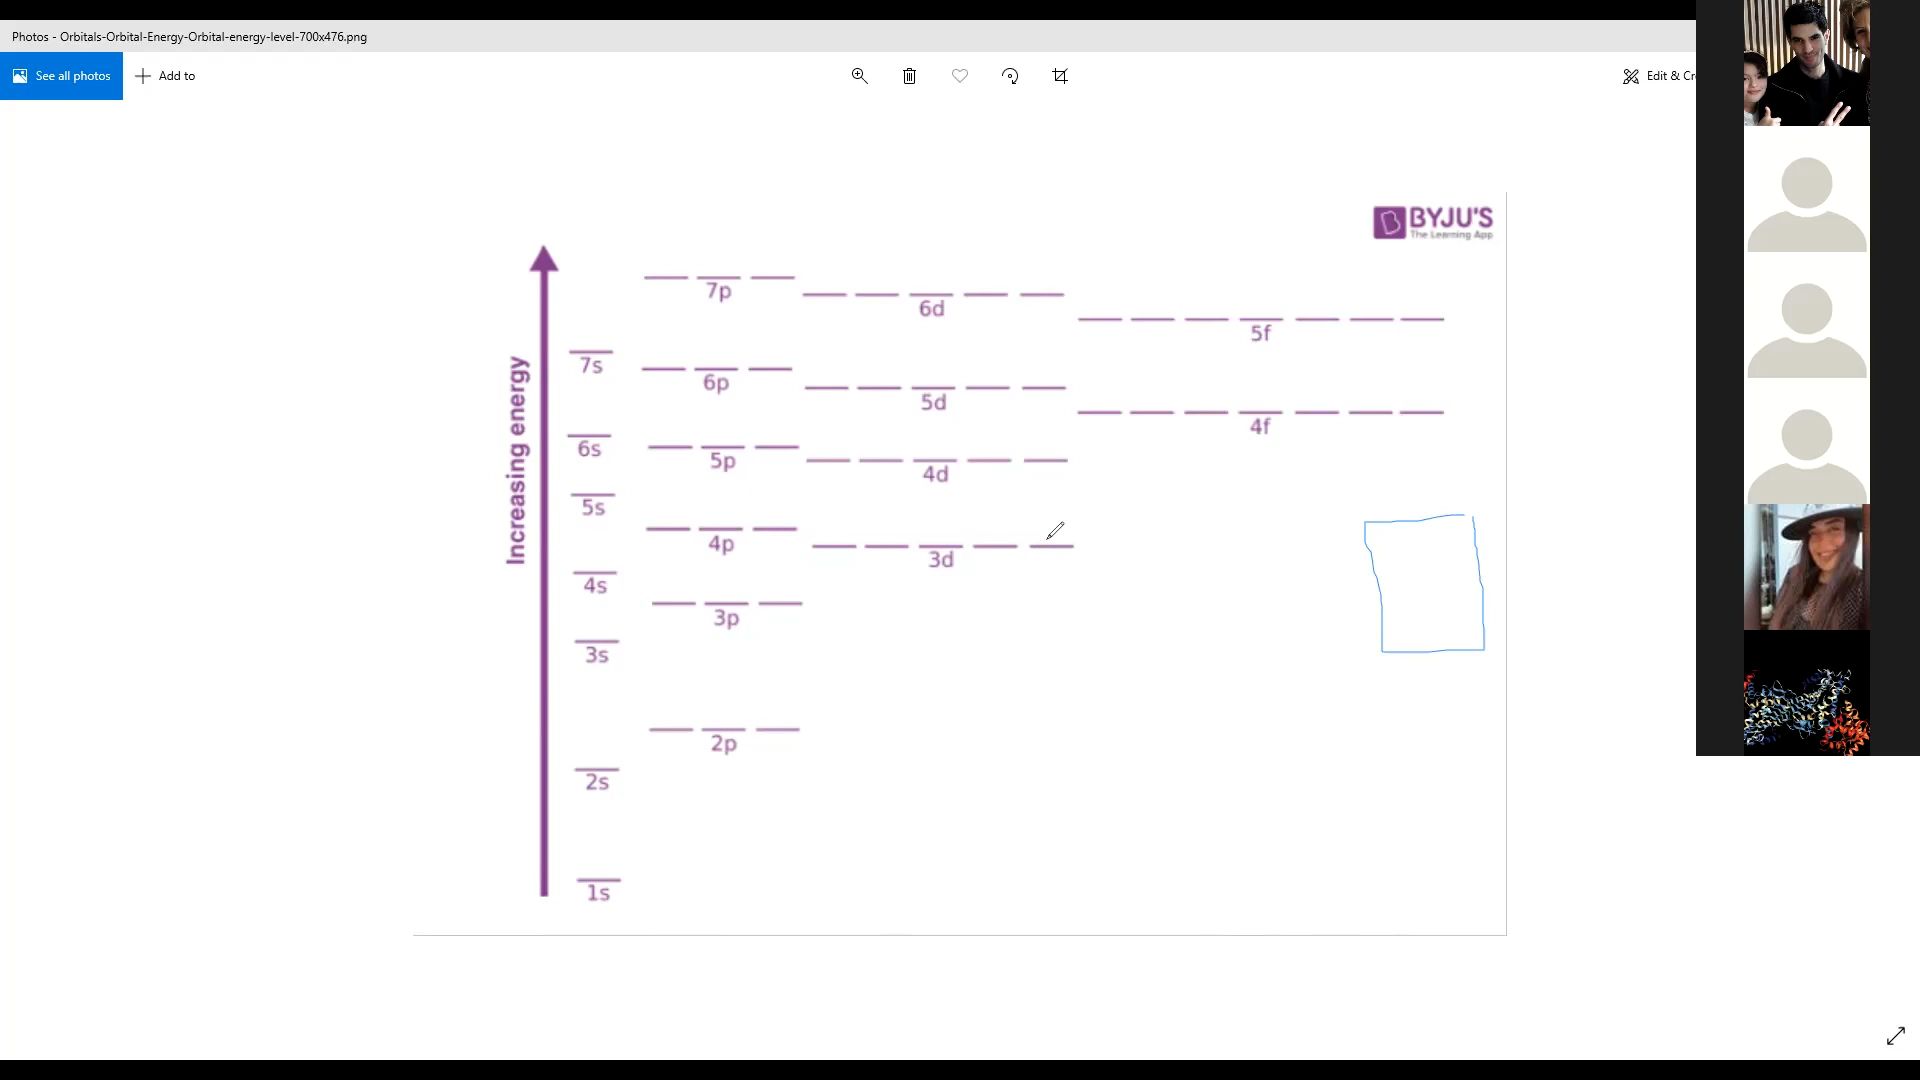 Photos - Orbitals-Orbital-Energy-Orbital-energy-level-700x476.png
See all photos
Add to
Edit & Cr
BYJU'S
The Learning App
Increasing energy
7p
6d
5f
7s
6p
5d
4f
6s
5p
4d
5s
4p
3d
4s
3p
3s
2p
2s
1s